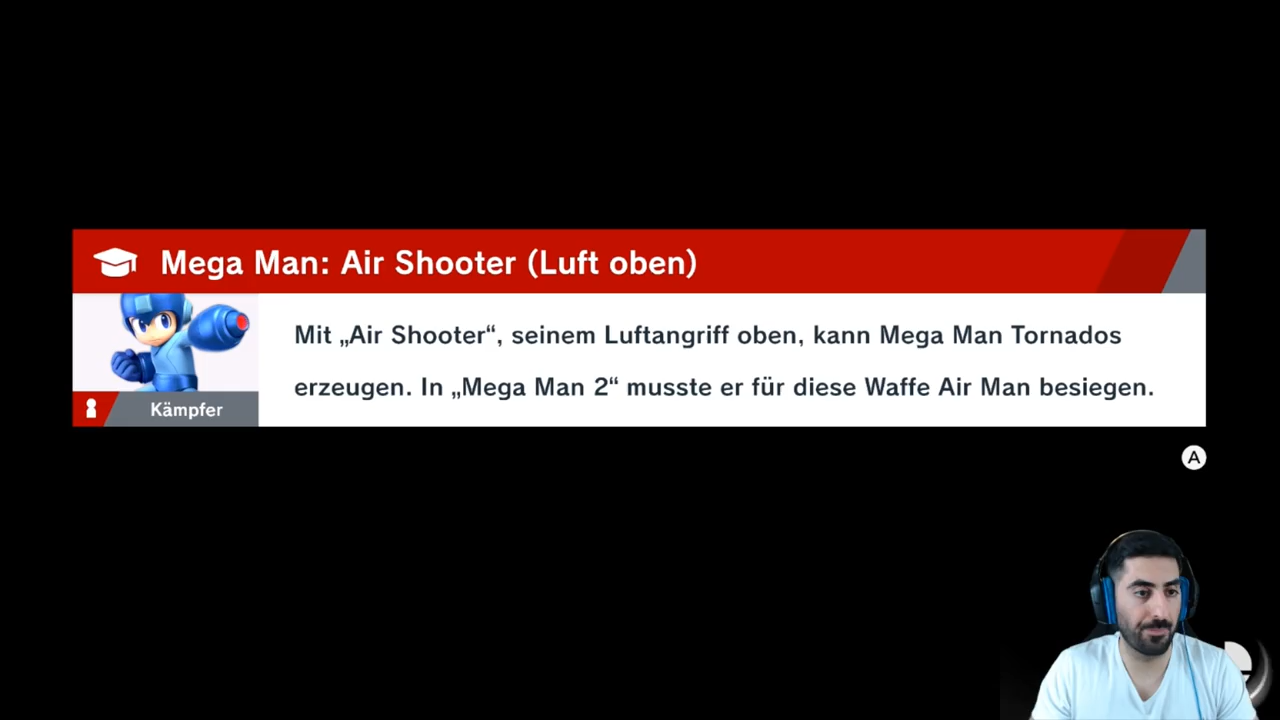 Mega Man: Air Shooter (Luft oben)
Mit „Air Shooter“, seinem Luftangriff oben, kann Mega Man Tornados
erzeugen. In „Mega Man 2“ musste er für diese Waffe Air Man besiegen.
Kämpfer
A